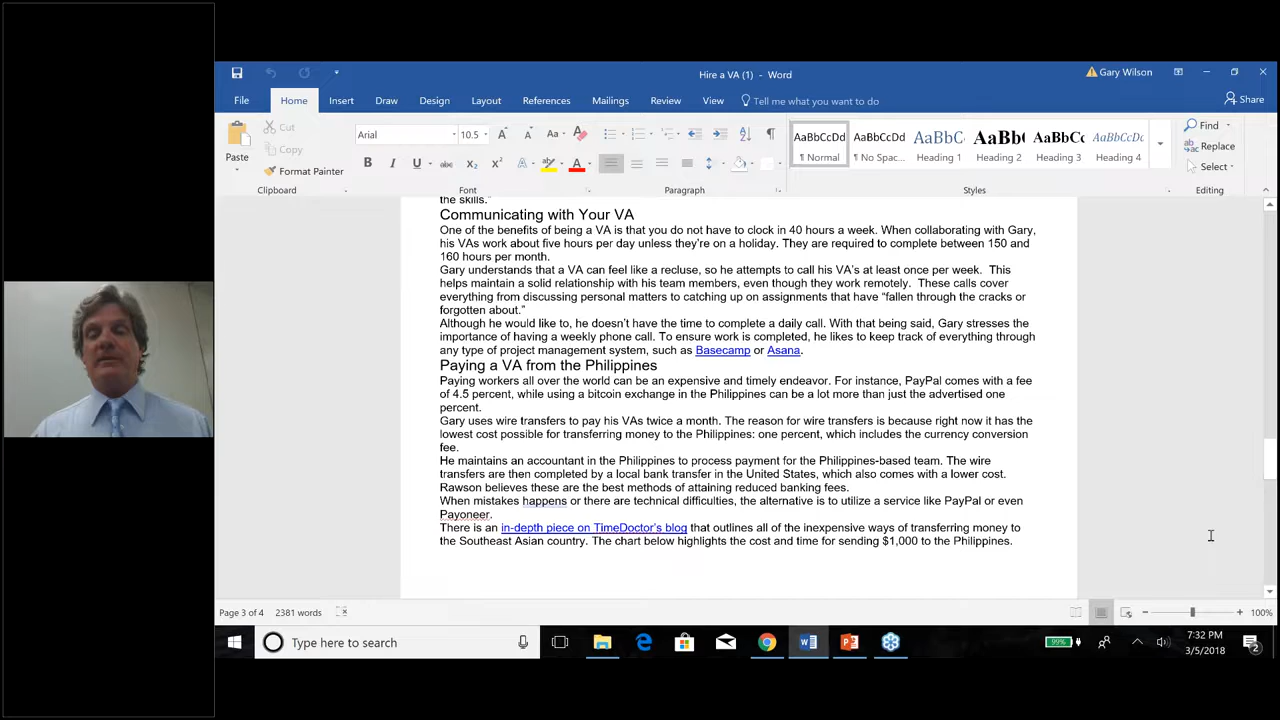 Hire a VA (1) - Word
Gary Wilson
File
Home
Insert
Draw
Design
Layout
References
Mailings
Review
View
Tell me what you want to do
Share
Paste
Cut
Copy
Format Painter
Clipboard
Arial
10.5
Font
Paragraph
AaBbCcDd
¶ Normal
AaBbCcDd
¶ No Spac...
AaBbC
Heading 1
AaBb(
Heading 2
AaBbCc
Heading 3
AaBbCcDc
Heading 4
Styles
Find
Replace
Select
Editing
the skills."
Communicating with Your VA
One of the benefits of being a VA is that you do not have to clock in 40 hours a week. When collaborating with Gary,
his VAs work about five hours per day unless they're on a holiday. They are required to complete between 150 and
160 hours per month.
Gary understands that a VA can feel like a recluse, so he attempts to call his VA's at least once per week. This
helps maintain a solid relationship with his team members, even though they work remotely. These calls cover
everything from discussing personal matters to catching up on assignments that have “fallen through the cracks or
forgotten about.”
Although he would like to, he doesn't have the time to complete a daily call. With that being said, Gary stresses the
importance of having a weekly phone call. To ensure work is completed, he likes to keep track of everything through
any type of project management system, such as Basecamp or Asana.
Paying a VA from the Philippines
Paying workers all over the world can be an expensive and timely endeavor. For instance, PayPal comes with a fee
of 4.5 percent, while using a bitcoin exchange in the Philippines can be a lot more than just the advertised one
percent.
Gary uses wire transfers to pay his VAs twice a month. The reason for wire transfers is because right now it has the
lowest cost possible for transferring money to the Philippines: one percent, which includes the currency conversion
fee.
He maintains an accountant in the Philippines to process payment for the Philippines-based team. The wire
transfers are then completed by a local bank transfer in the United States, which also comes with a lower cost.
Rawson believes these are the best methods of attaining reduced banking fees.
When mistakes happens or there are technical difficulties, the alternative is to utilize a service like PayPal or even
Payoneer.
There is an in-depth piece on TimeDoctor's blog that outlines all of the inexpensive ways of transferring money to
the Southeast Asian country. The chart below highlights the cost and time for sending $1,000 to the Philippines.
Page 3 of 4
2381 words
100%
Type here to search
99%
7:32 PM
3/5/2018
2